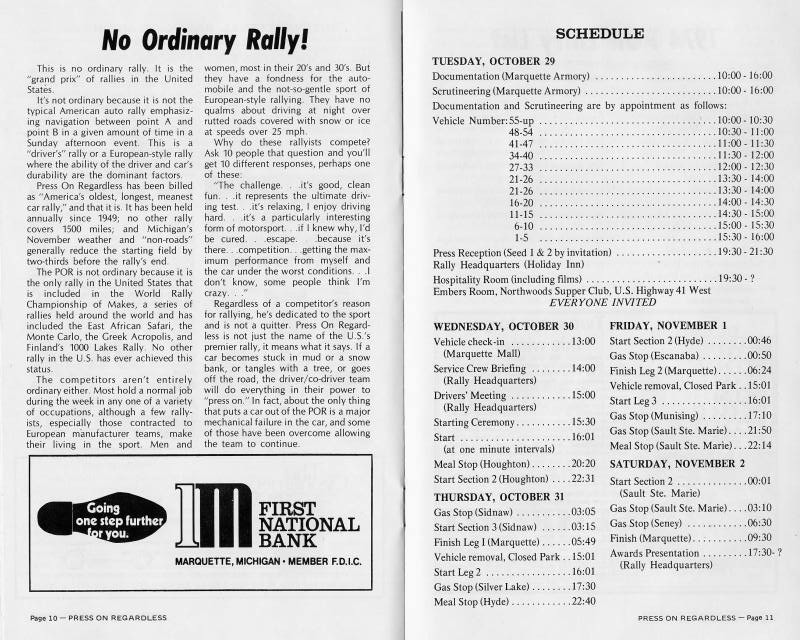 No Ordinary Rally!
This is no ordinary rally. It is the
"grand prix" of rallies in the United
States.
It's not ordinary because it is not the
typical American auto rally emphasiz-
ing navigation between point A and
point B in a given amount of time in a
Sunday afternoon event. This is a
"driver's" rally or a European-style rally
where the ability of the driver and car's
durability are the dominant factors.
Press On Regardless has been billed
as "America's oldest, longest, meanest
car rally," and that it is. It has been held
annually since 1949; no other rally
covers 1500 miles; and Michigan's
November weather and "non-roads"
generally reduce the starting field by
two-thirds before the rally's end.
The POR is not ordinary because it is
the only rally in the United States that
is included in the World Rally
Championship of Makes, a series of
rallies held around the world and has
included the East African Safari, the
Monte Carlo, the Greek Acropolis, and
Finland's 1000 Lakes Rally. No other
rally in the U.S. has ever achieved this
status.
The competitors aren't entirely
ordinary either. Most hold a normal job
during the week in any one of a variety
of occupations, although a few rally-
ists, especially those contracted to
European manufacturer teams, make
their living in the sport. Men and
women, most in their 20's and 30's. But
they have a fondness for the auto-
mobile and the not-so-gentle sport of
European-style rallying. They have no
qualms about driving at night over
rutted roads covered with snow or ice
at speeds over 25 mph.
Why do these rallyists compete?
Ask 10 people that question and you'll
get 10 different responses, perhaps one
of these:
"The challenge. . .it's good, clean
fun. . .it represents the ultimate driv-
ing test. . .it's relaxing, I enjoy driving
hard. . .it's a particularly interesting
form of motorsport. . .if I knew why, I'd
be cured. . .escape. . .because it's
there. . .competition. . .getting the max-
imum performance from myself and
the car under the worst conditions. . .I
don't know, some people think I'm
crazy. . ."
Regardless of a competitor's reason
for rallying, he's dedicated to the sport
and is not a quitter. Press On Regard-
less is not just the name of the U.S.'s
premier rally, it means what it says. If a
car becomes stuck in mud or a snow
bank, or tangles with a tree, or goes
off the road, the driver/co-driver team
will do everything in their power to
"press on." In fact, about the only thing
that puts a car out of the POR is a major
mechanical failure in the car, and some
of those have been overcome allowing
the team to continue.
Going
one step further
for you.
1M
FIRST
NATIONAL
BANK
MARQUETTE, MICHIGAN • MEMBER F.D.I.C.
Page 10 — PRESS ON REGARDLESS
SCHEDULE
TUESDAY, OCTOBER 29
Documentation (Marquette Armory) ........................10:00 - 16:00
Scrutineering (Marquette Armory) ........................10:00 - 16:00
Documentation and Scrutineering are by appointment as follows:
Vehicle Number: 55-up ........................10:00 - 10:30
48-54 ........................10:30 - 11:00
41-47 ........................11:00 - 11:30
34-40 ........................11:30 - 12:00
27-33 ........................12:00 - 12:30
21-26 ........................13:30 - 14:00
21-26 ........................13:30 - 14:00
16-20 ........................14:00 - 14:30
11-15 ........................14:30 - 15:00
6-10 ........................15:00 - 15:30
1-5 ........................15:30 - 16:00
Press Reception (Seed 1 & 2 by invitation) ....................19:30 - 21:30
Rally Headquarters (Holiday Inn)
Hospitality Room (including films) ........................19:30 - ?
Embers Room, Northwoods Supper Club, U.S. Highway 41 West
EVERYONE INVITED
WEDNESDAY, OCTOBER 30
Vehicle check-in ............13:00
(Marquette Mall)
Service Crew Briefing ........14:00
(Rally Headquarters)
Drivers' Meeting ...........15:00
(Rally Headquarters)
Starting Ceremony...........15:30
Start ....................16:01
(at one minute intervals)
Meal Stop (Houghton)........20:20
Start Section 2 (Houghton) ....22:31
THURSDAY, OCTOBER 31
Gas Stop (Sidnaw) ...........03:05
Start Section 3 (Sidnaw) ......03:15
Finish Leg I (Marquette)......05:49
Vehicle removal, Closed Park ..15:01
Start Leg 2 ................16:01
Gas Stop (Silver Lake)........17:30
Meal Stop (Hyde)............22:40
FRIDAY, NOVEMBER 1
Start Section 2 (Hyde) ........00:46
Gas Stop (Escanaba) .........00:50
Finish Leg 2 (Marquette)......06:24
Vehicle removal, Closed Park ..15:01
Start Leg 3 ................16:01
Gas Stop (Munising) .........17:10
Gas Stop (Sault Ste. Marie)....21:50
Meal Stop (Sault Ste. Marie)...22:14
SATURDAY, NOVEMBER 2
Start Section 2 ..............00:01
(Sault Ste. Marie)
Gas Stop (Sault Ste. Marie)....03:10
Gas Stop (Seney) ............06:30
Finish (Marquette)...........09:30
Awards Presentation .........17:30- ?
(Rally Headquarters)
PRESS ON REGARDLESS — Page 11